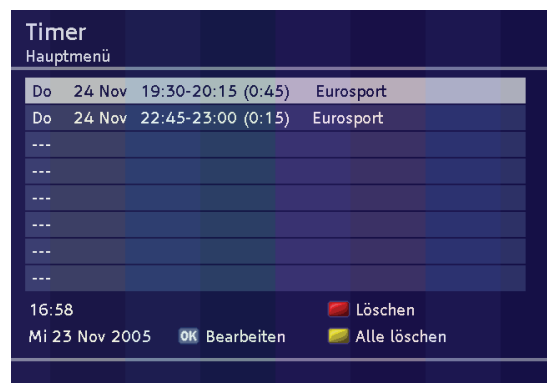 Timer
Hauptmenü
Do 24 Nov 19:30-20:15 (0:45) Eurosport
Do 24 Nov 22:45-23:00 (0:15) Eurosport
---
---
---
---
---
---
16:58 Löschen
Mi 23 Nov 2005 OK Bearbeiten Alle löschen